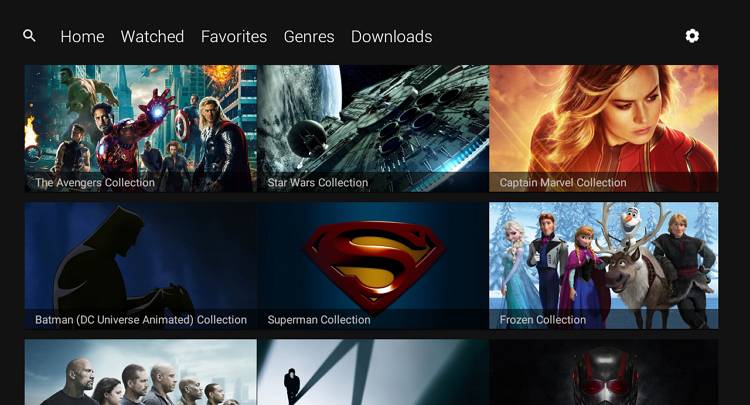 Home Watched Favorites Genres Downloads
The Avengers Collection
Star Wars Collection
Captain Marvel Collection
Batman (DC Universe Animated) Collection
Superman Collection
Frozen Collection